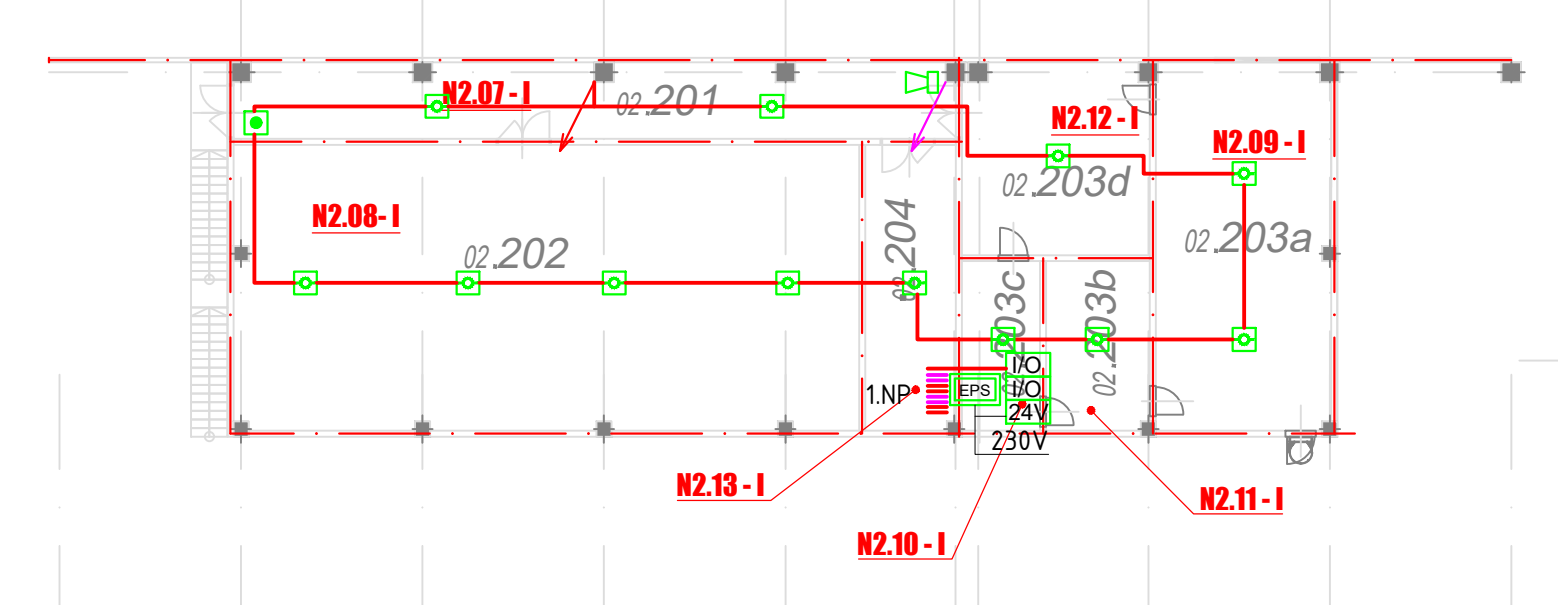 N2.07 - I
02.201
N2.12 - I
N2.09 - I
02.203d
N2.08- I
02.202
02.204
02.203a
02.203c
02.203b
I/O
I/O
24V
230V
EPS
1.NP
N2.13 - I
N2.11 - I
N2.10 - I